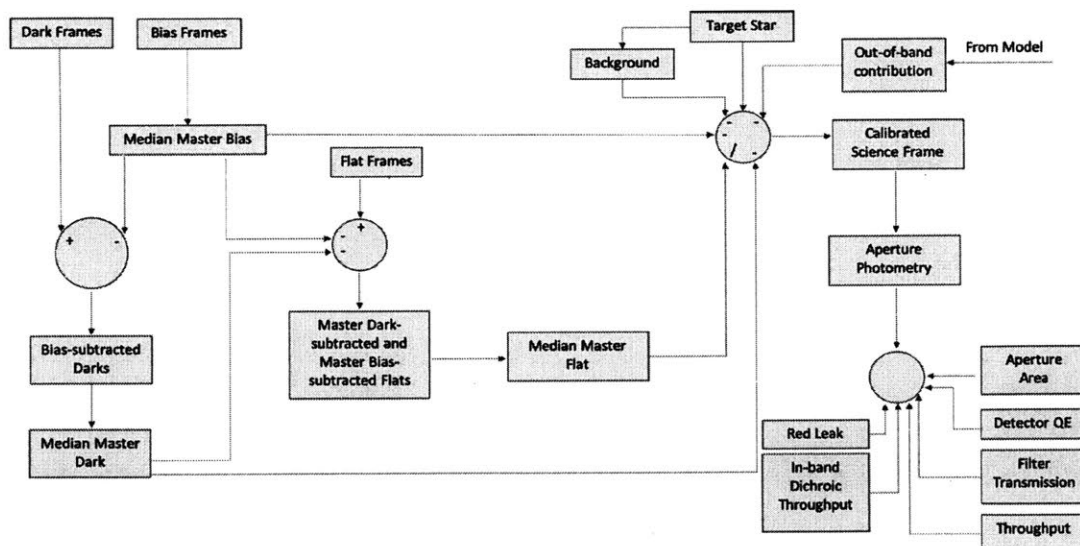 Dark Frames
Bias Frames
Target Star
Background
Out-of-band
contribution
From Model
Median Master Bias
Flat Frames
Calibrated
Science Frame
+
-
+
-
-
-
-
-
/
-
Aperture
Photometry
Bias-subtracted
Darks
Master Dark-
subtracted and
Master Bias-
subtracted Flats
Median Master
Flat
Median Master
Dark
Aperture
Area
Detector QE
Red Leak
In-band
Dichroic
Throughput
Filter
Transmission
Throughput